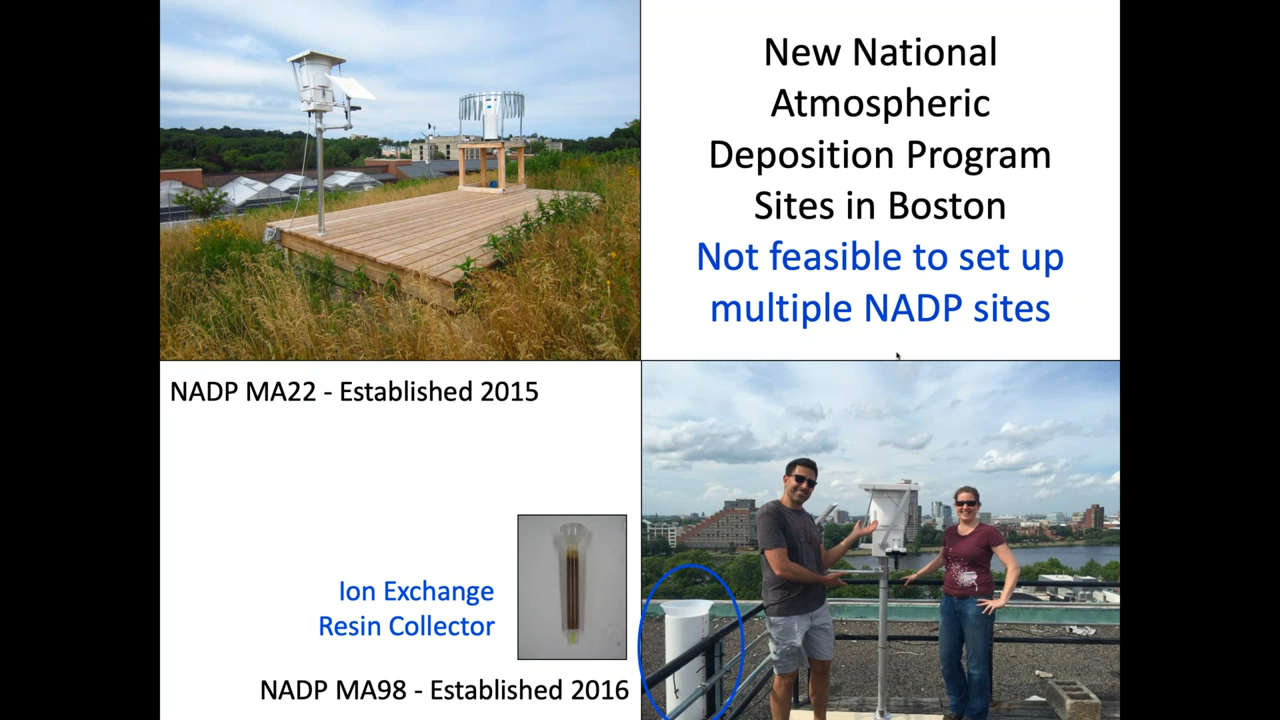 New National
Atmospheric
Deposition Program
Sites in Boston
Not feasible to set up
multiple NADP sites
NADP MA22 - Established 2015
Ion Exchange
Resin Collector
NADP MA98 - Established 2016